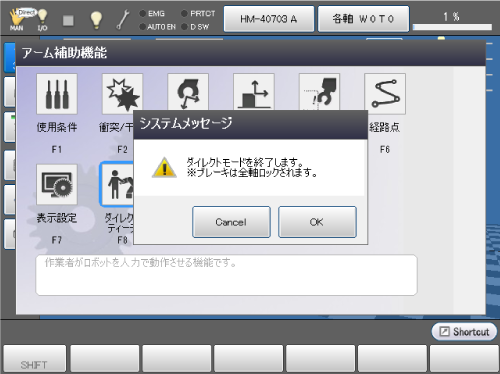 Direct
MAN
I/O
EMG
PRTCT
AUTO EN
D SW
HM-40703 A
各軸 W0T0
1 %
アーム補助機能
使用条件
F1
衝突/干
F2
経路点
F6
表示設定
F7
ダイレク
ティー
F8
システムメッセージ
ダイレクトモードを終了します。
※ブレーキは全軸ロックされます。
Cancel
OK
作業者がロボットを人力で動作させる機能です。
Shortcut
SHIFT